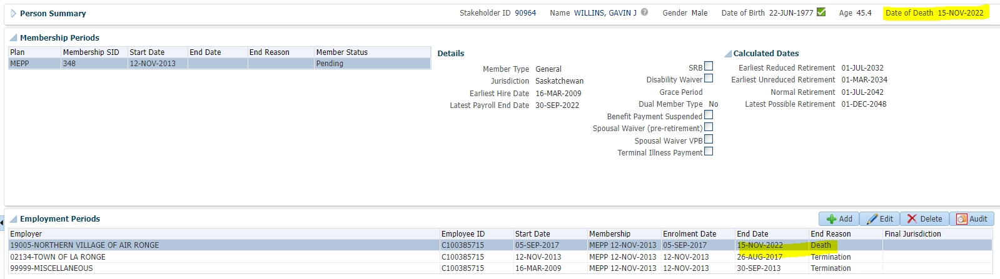 Person Summary Stakeholder ID 90964 Name WILLINS, GAVIN J Gender Male Date of Birth 22-JUN-1977 Age 45.4 Date of Death 15-NOV-2022
Membership Periods
Plan Membership SID Start Date End Date End Reason Member Status
MEPP 348 12-NOV-2013 Pending
Details
Member Type General
Jurisdiction Saskatchewan
Earliest Hire Date 16-MAR-2009
Latest Payroll End Date 30-SEP-2022
SRB
Disability Waiver
Grace Period
Dual Member Type No
Benefit Payment Suspended
Spousal Waiver (pre-retirement)
Spousal Waiver VPB
Terminal Illness Payment
Calculated Dates
Earliest Reduced Retirement 01-JUL-2032
Earliest Unreduced Retirement 01-MAR-2034
Normal Retirement 01-JUL-2042
Latest Possible Retirement 01-DEC-2048
Employment Periods Add Edit Delete Audit
Employer Employee ID Start Date Membership Enrolment Date End Date End Reason Final Jurisdiction
19005-NORTHERN VILLAGE OF AIR RONGE C100385715 05-SEP-2017 MEPP 12-NOV-2013 05-SEP-2017 15-NOV-2022 Death
02134-TOWN OF LA RONGE C100385715 12-NOV-2013 MEPP 12-NOV-2013 12-NOV-2013 26-AUG-2017 Termination
99999-MISCELLANEOUS C100385715 16-MAR-2009 MEPP 12-NOV-2013 12-NOV-2013 30-SEP-2013 Termination